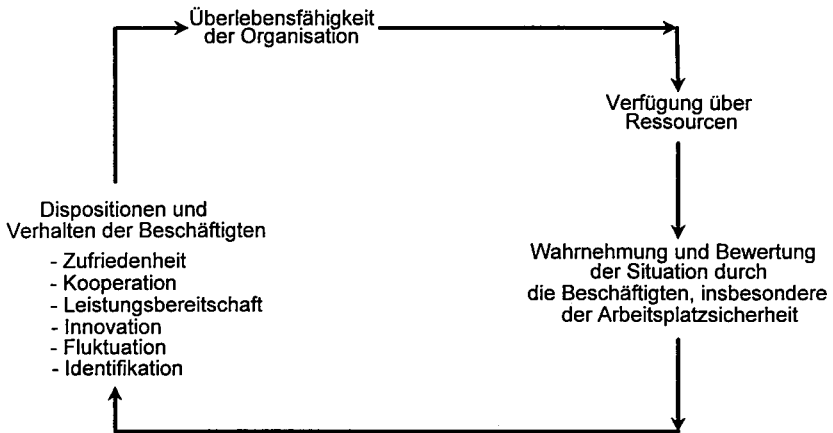 Überlebensfähigkeit
der Organisation
Verfügung über
Ressourcen
Wahrnehmung und Bewertung
der Situation durch
die Beschäftigten, insbesondere
der Arbeitsplatzsicherheit
Dispositionen und
Verhalten der Beschäftigten
- Zufriedenheit
- Kooperation
- Leistungsbereitschaft
- Innovation
- Fluktuation
- Identifikation